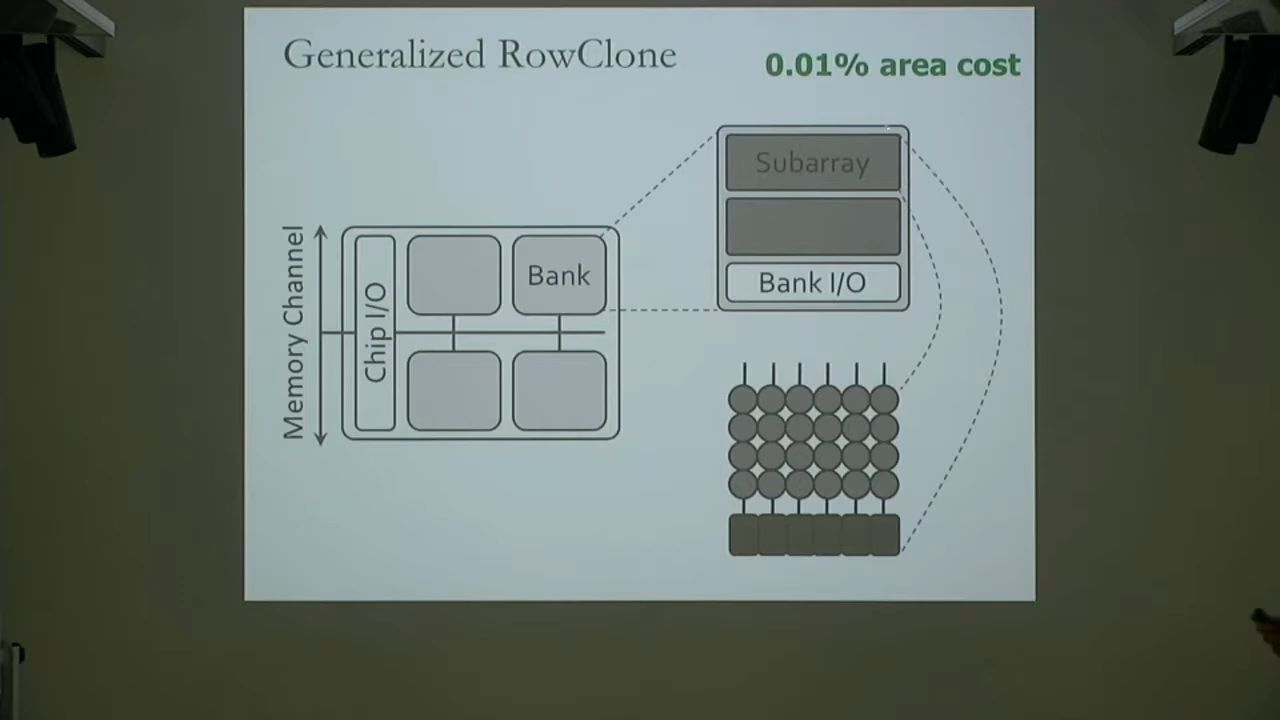 Generalized RowClone
0.01% area cost
Memory Channel
Chip I/O
Bank
Subarray
Bank I/O